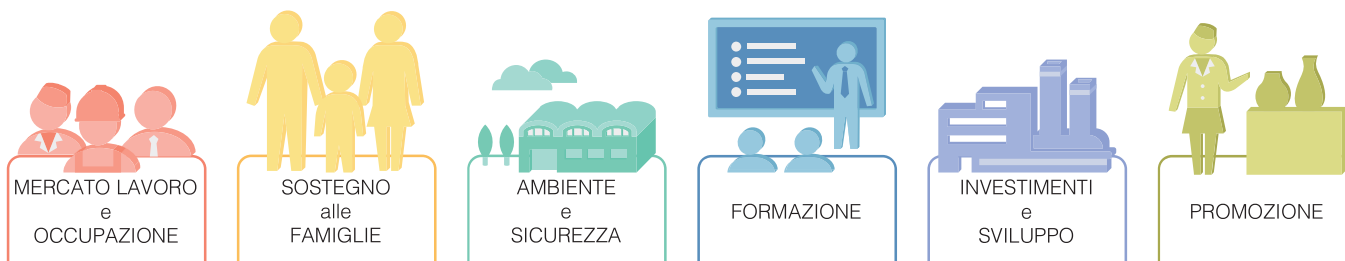 MERCATO LAVORO
e
OCCUPAZIONE
SOSTEGNO
alle
FAMIGLIE
AMBIENTE
e
SICUREZZA
FORMAZIONE
INVESTIMENTI
e
SVILUPPO
PROMOZIONE